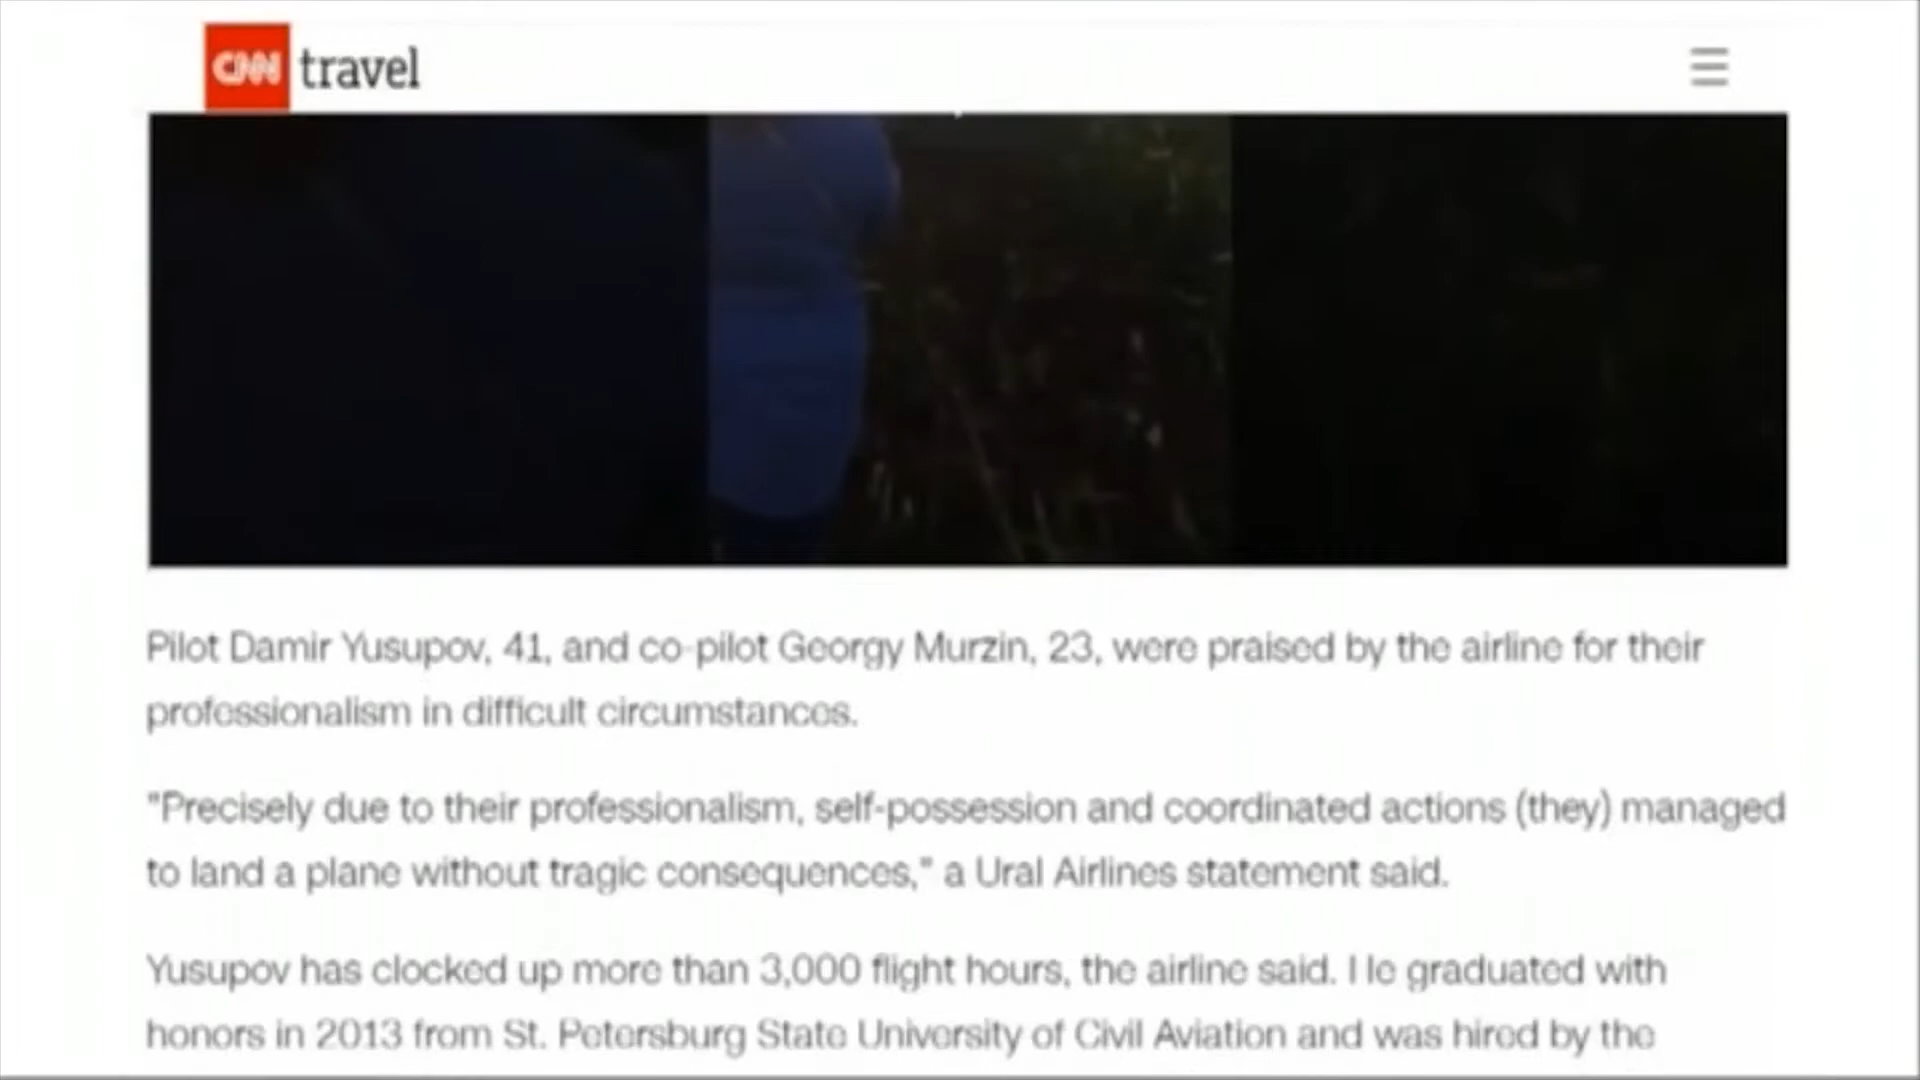 CNN travel
Pilot Damir Yusupov, 41, and co-pilot Georgy Murzin, 23, were praised by the airline for their
professionalism in difficult circumstances.
"Precisely due to their professionalism, self-possession and coordinated actions (they) managed
to land a plane without tragic consequences," a Ural Airlines statement said.
Yusupov has clocked up more than 3,000 flight hours, the airline said. He graduated with
honors in 2013 from St. Petersburg State University of Civil Aviation and was hired by the